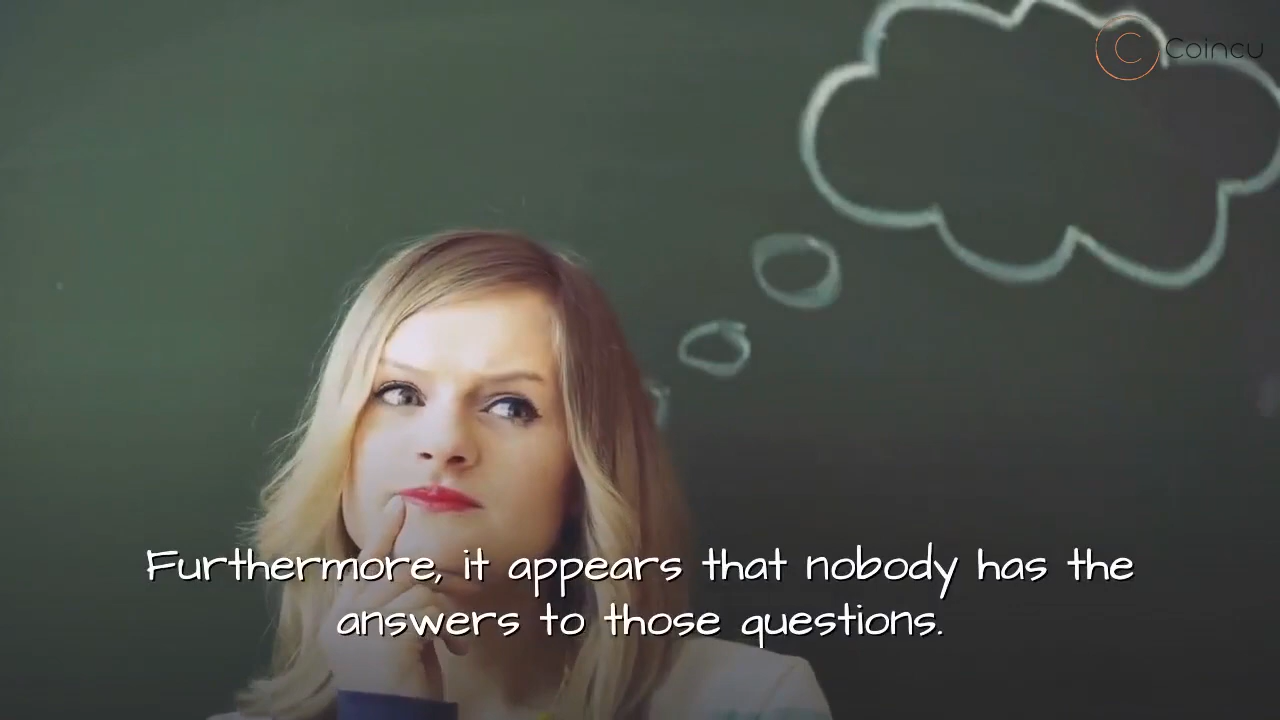 Coincu
Furthermore, it appears that nobody has the
answers to those questions.